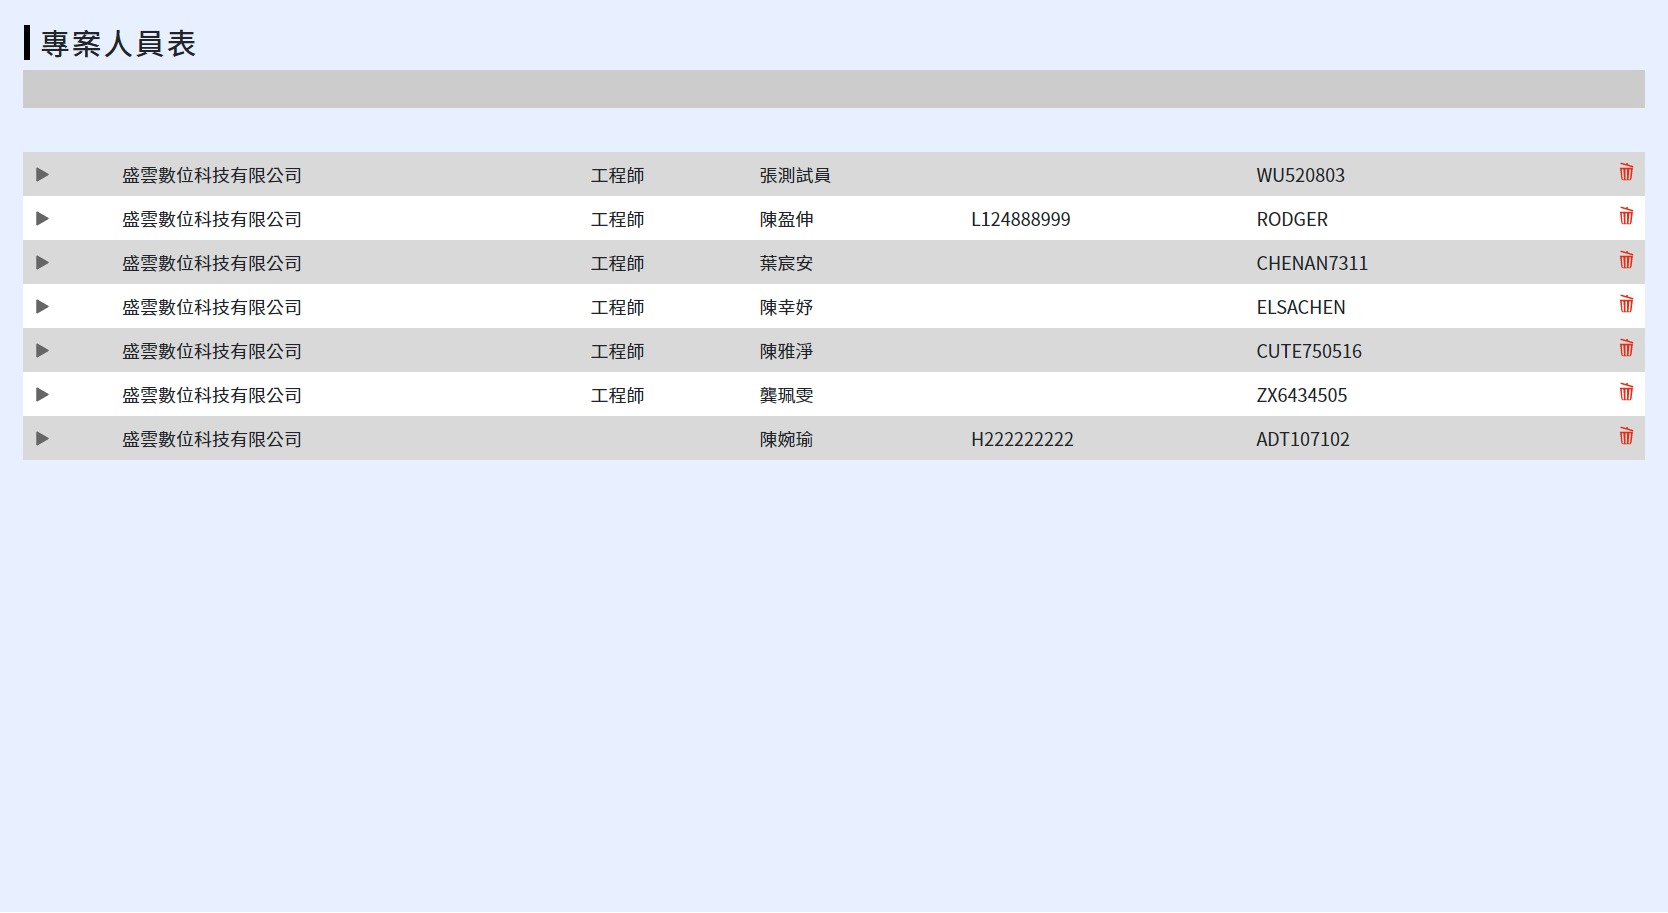 專案人員表
盛雲數位科技有限公司 工程師 張測試員 WU520803
盛雲數位科技有限公司 工程師 陳盈伸 L124888999 RODGER
盛雲數位科技有限公司 工程師 葉宸安 CHENAN7311
盛雲數位科技有限公司 工程師 陳幸妤 ELSACHEN
盛雲數位科技有限公司 工程師 陳雅淨 CUTE750516
盛雲數位科技有限公司 工程師 龔珮雯 ZX6434505
盛雲數位科技有限公司 陳婉瑜 H222222222 ADT107102